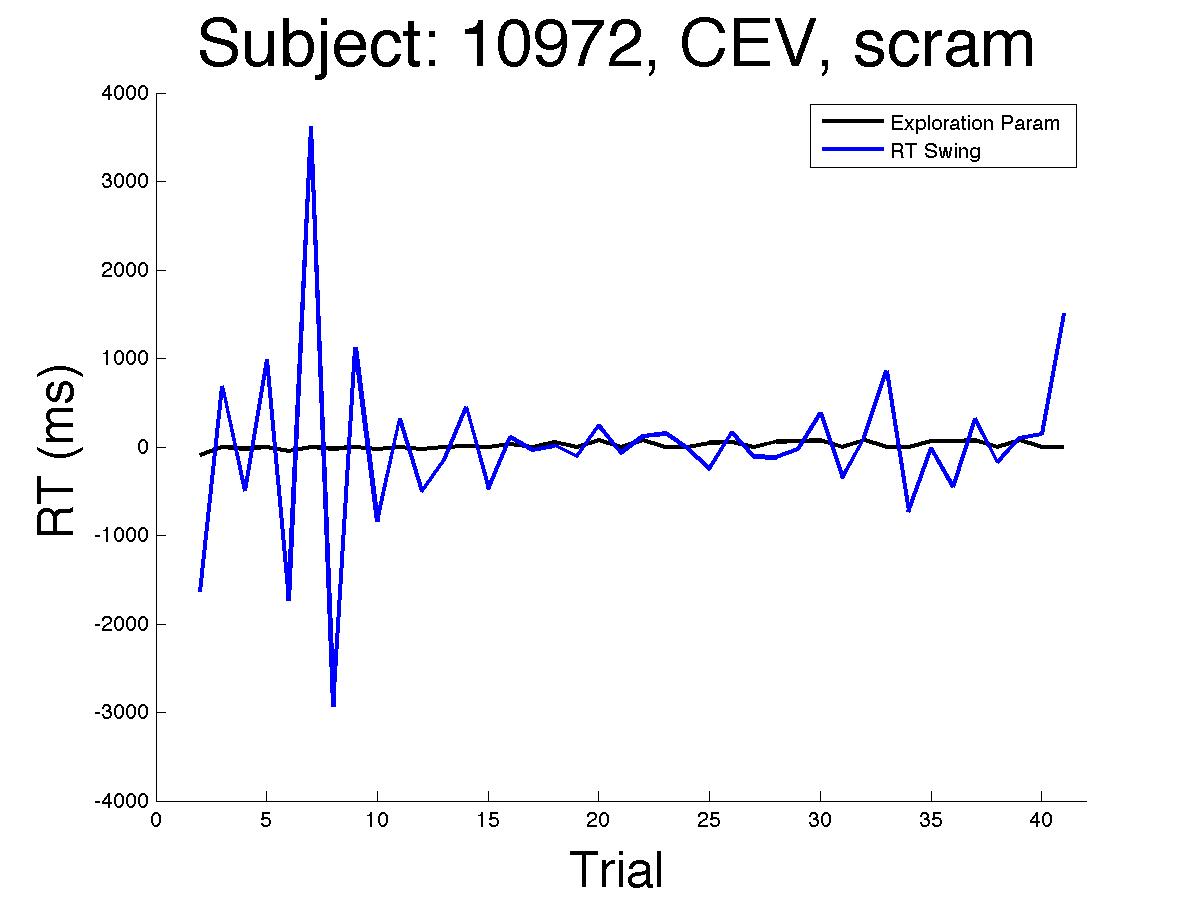 Subject: 10972, CEV, scram
Exploration Param
RT Swing
4000
3000
2000
1000
0
-1000
-2000
-3000
-4000
RT (ms)
0 5 10 15 20 25 30 35 40
Trial